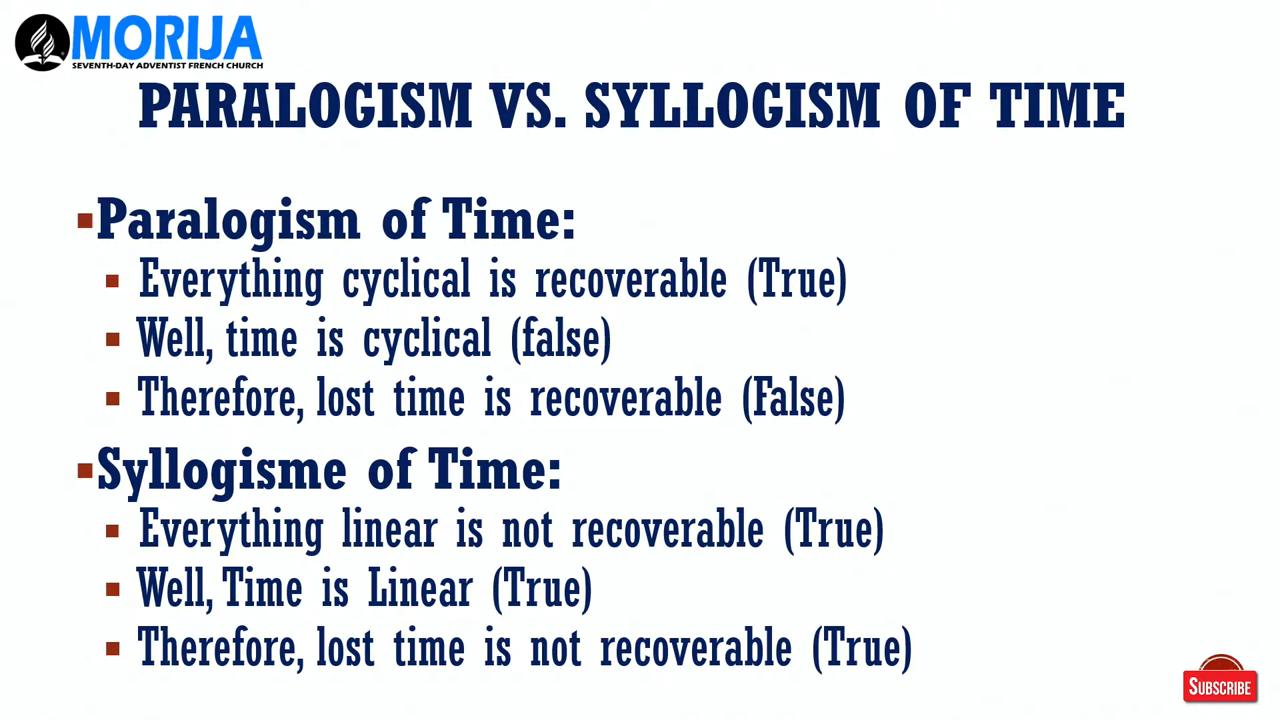 MORIJA
SEVENTH-DAY ADVENTIST FRENCH CHURCH
PARALOGISM VS. SYLLOGISM OF TIME
Paralogism of Time:
Everything cyclical is recoverable (True)
Well, time is cyclical (false)
Therefore, lost time is recoverable (False)
Syllogisme of Time:
Everything linear is not recoverable (True)
Well, Time is Linear (True)
Therefore, lost time is not recoverable (True)
SUBSCRIBE